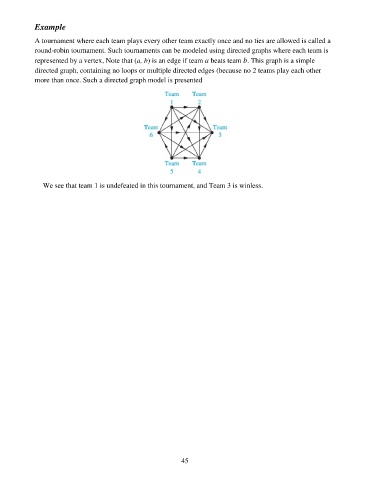 Example
A tournament where each team plays every other team exactly once and no ties are allowed is called a
round-robin tournament. Such tournaments can be modeled using directed graphs where each team is
represented by a vertex. Note that (a, b) is an edge if team a beats team b. This graph is a simple
directed graph, containing no loops or multiple directed edges (because no 2 teams play each other
more than once. Such a directed graph model is presented
Team Team
1 2
Team Team
6 3
Team Team
5 4
We see that team 1 is undefeated in this tournament, and Team 3 is winless.
45